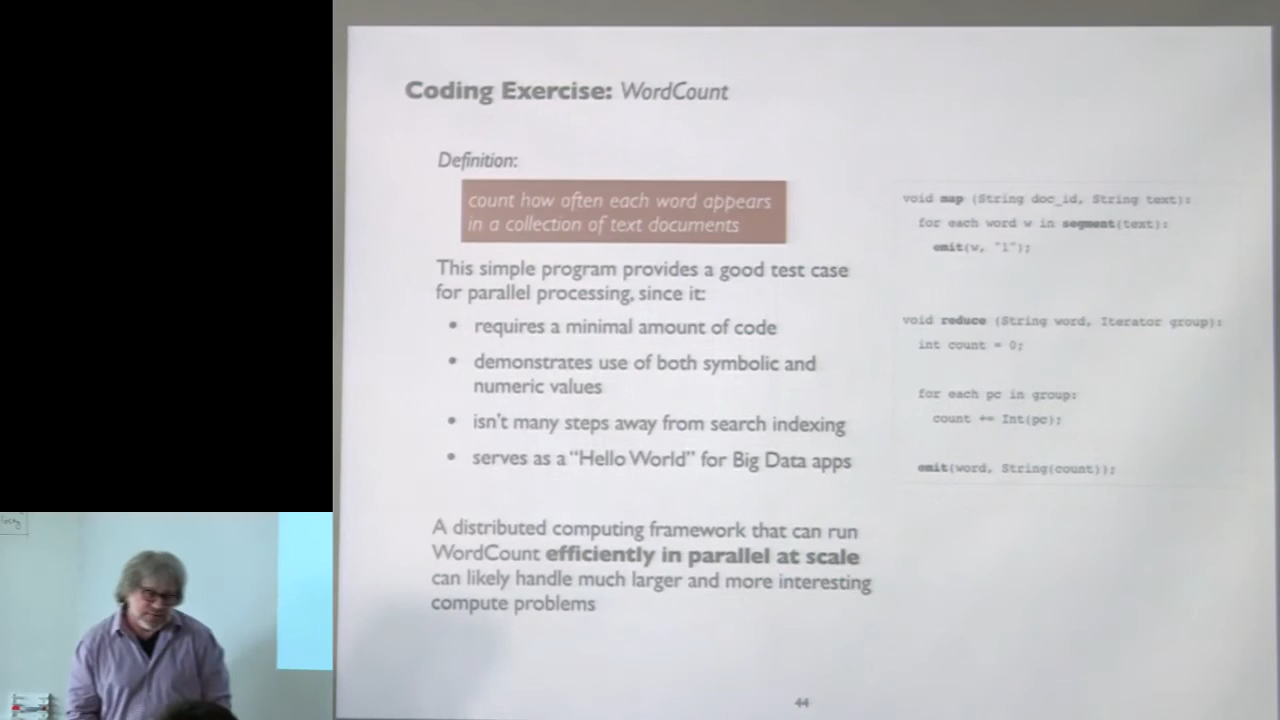 Coding Exercise: WordCount
Definition:
count how often each word appears
in a collection of text documents
This simple program provides a good test case
for parallel processing, since it:
• requires a minimal amount of code
• demonstrates use of both symbolic and
numeric values
• isn't many steps away from search indexing
• serves as a "Hello World" for Big Data apps
A distributed computing framework that can run
WordCount efficiently in parallel at scale
can likely handle much larger and more interesting
compute problems
void map (String doc_id, String text):
for each word w in segment(text):
emit(w, "1");
void reduce (String word, Iterator group):
int count = 0;
for each pc in group:
count += Int(pc);
emit(word, String(count));
44